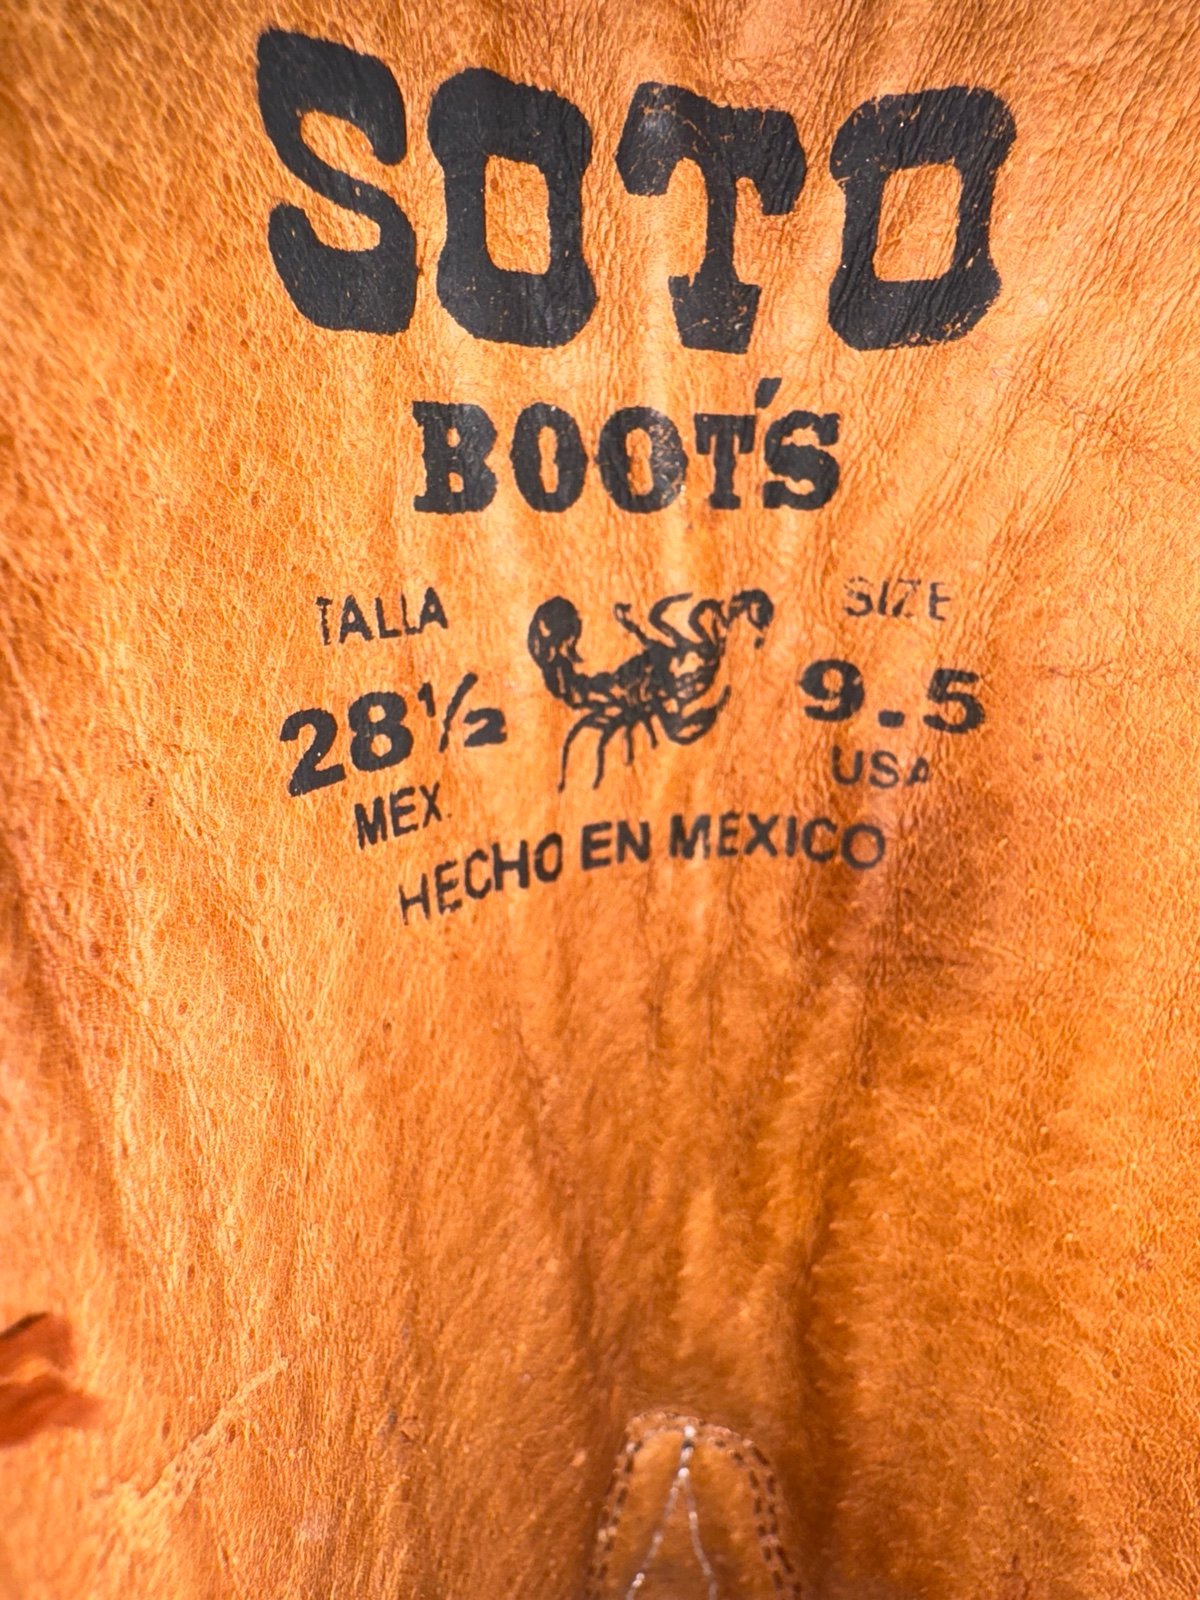 SOTO
BOOT'S
TALLA SIZE
28½ 9.5
MEX. USA
HECHO EN MEXICO